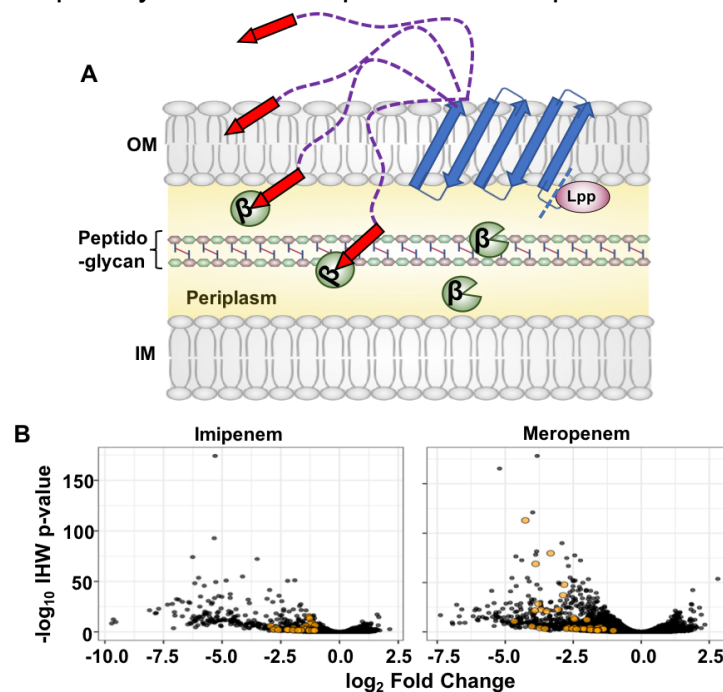 A
OM
Lpp
β
Peptido
-glycan
β
β
β
Periplasm
IM
B
Imipenem
Meropenem
-log10 IHW p-value
150
100
50
0
-10.0 -7.5 -5.0 -2.5 0.0 2.5
-7.5 -5.0 -2.5 0.0 2.5
log2 Fold Change